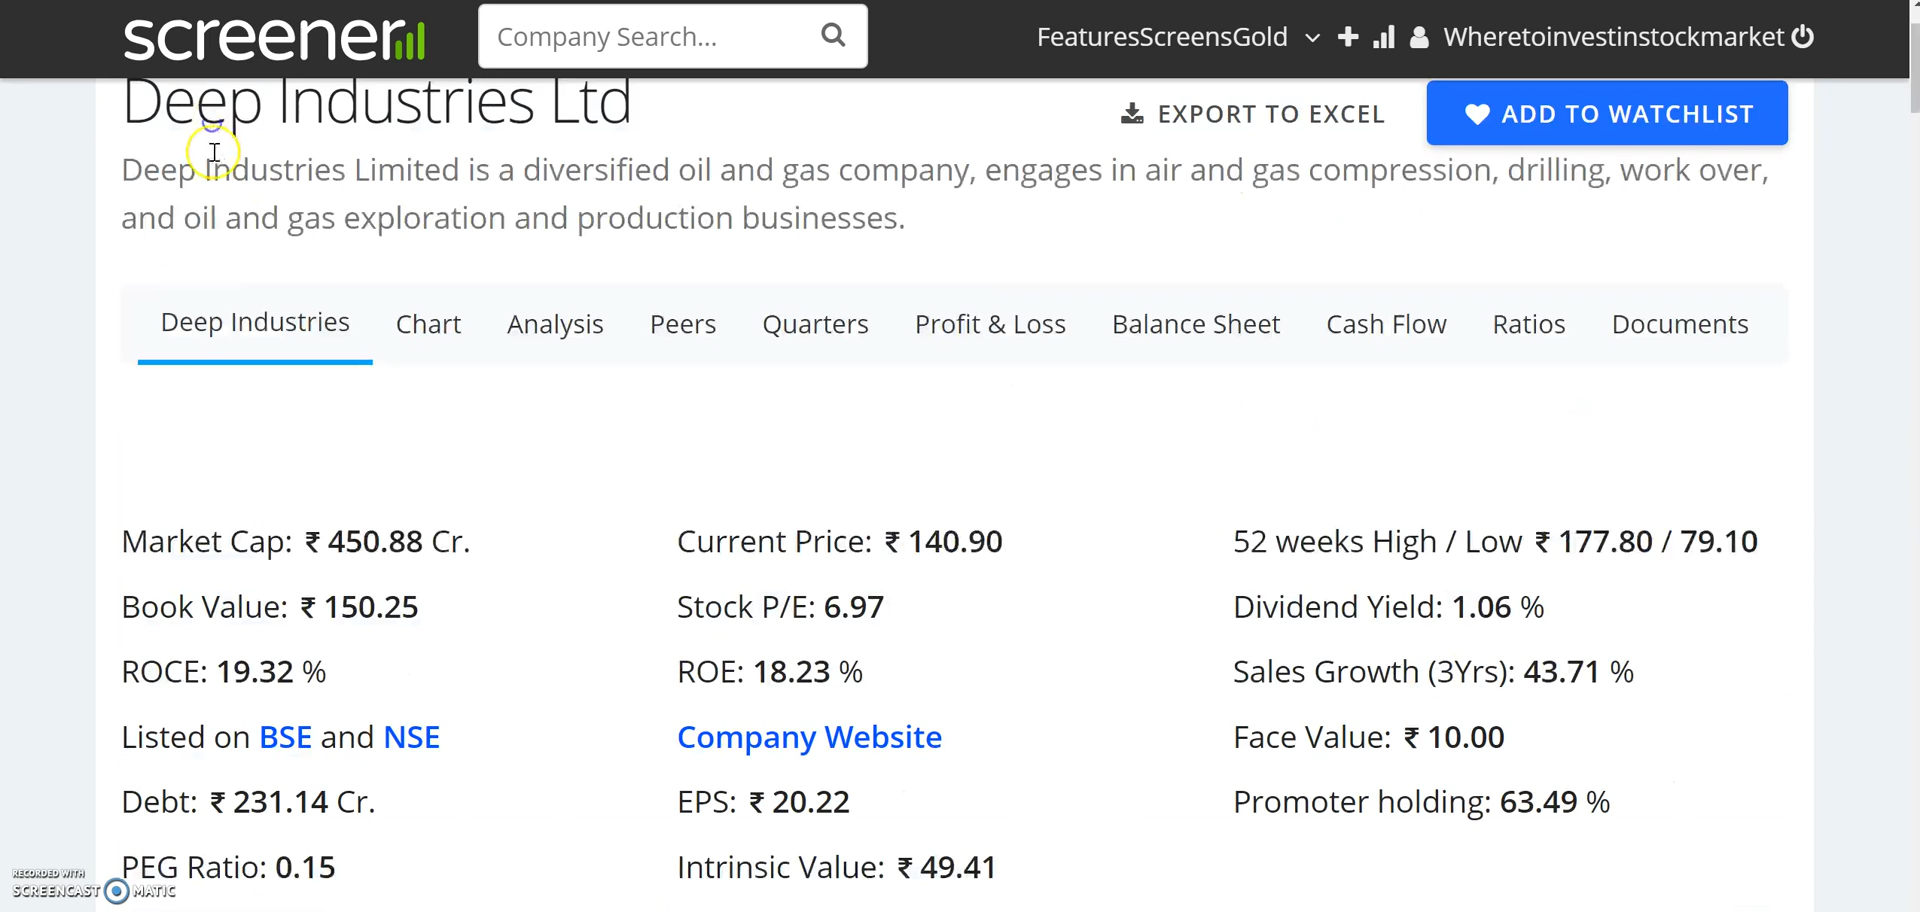 screener
Company Search...
FeaturesScreensGold
Wheretoinvestinstockmarket
Deep Industries Ltd
EXPORT TO EXCEL
ADD TO WATCHLIST
Deep Industries Limited is a diversified oil and gas company, engages in air and gas compression, drilling, work over,
and oil and gas exploration and production businesses.
Deep Industries Chart Analysis Peers Quarters Profit & Loss Balance Sheet Cash Flow Ratios Documents
Market Cap: ₹ 450.88 Cr. Current Price: ₹ 140.90 52 weeks High / Low ₹ 177.80 / 79.10
Book Value: ₹ 150.25 Stock P/E: 6.97 Dividend Yield: 1.06 %
ROCE: 19.32 % ROE: 18.23 % Sales Growth (3Yrs): 43.71 %
Listed on BSE and NSE Company Website Face Value: ₹ 10.00
Debt: ₹ 231.14 Cr. EPS: ₹ 20.22 Promoter holding: 63.49 %
PEG Ratio: 0.15 Intrinsic Value: ₹ 49.41
RECORDED WITH
SCREENCAST MATIC